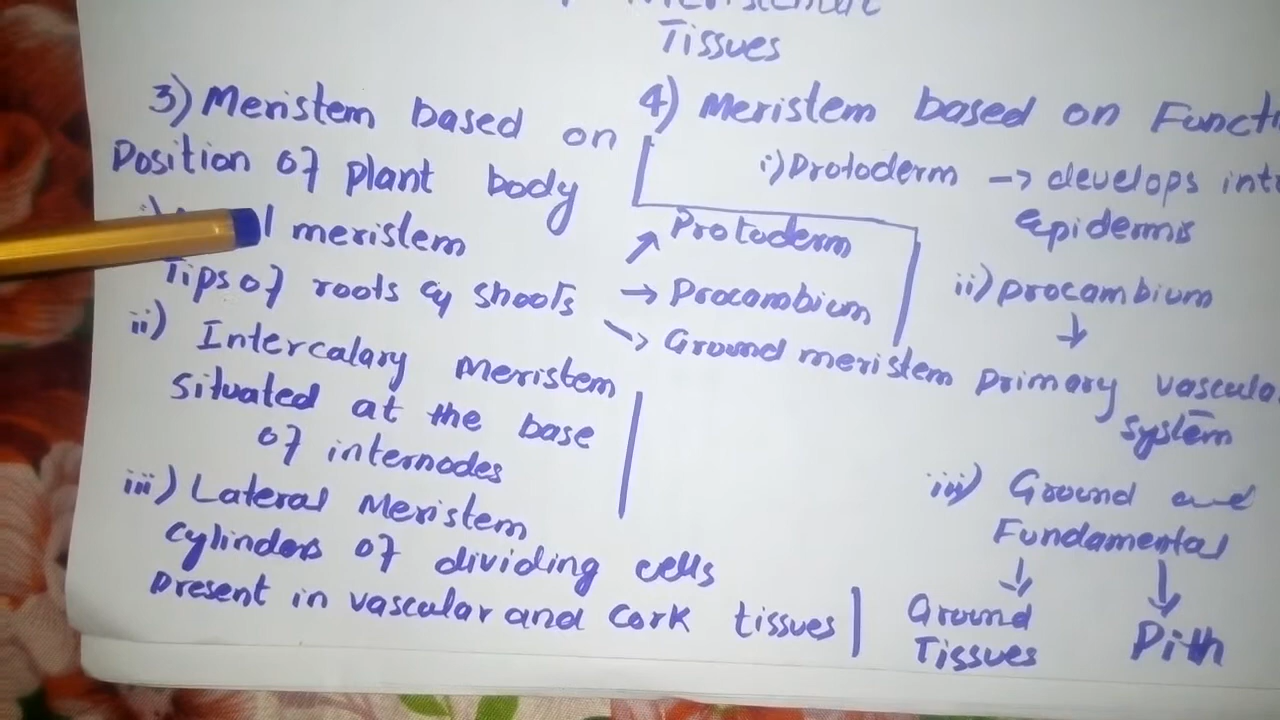 Tissues
3) Meristem based on
Position of plant body
meristem
Tips of roots & shoots
ii) Intercalary Meristem
situated at the base
of internodes
iii) Lateral Meristem
cylinders of dividing cells
Present in vascular and cork tissues
4) Meristem based on
Protoderm
Procambium
Ground meristem
i) Protoderm → develops
epidermis
ii) procambium
primary
system
iii) Ground and
Fundamental
Ground
Tissues
Pith